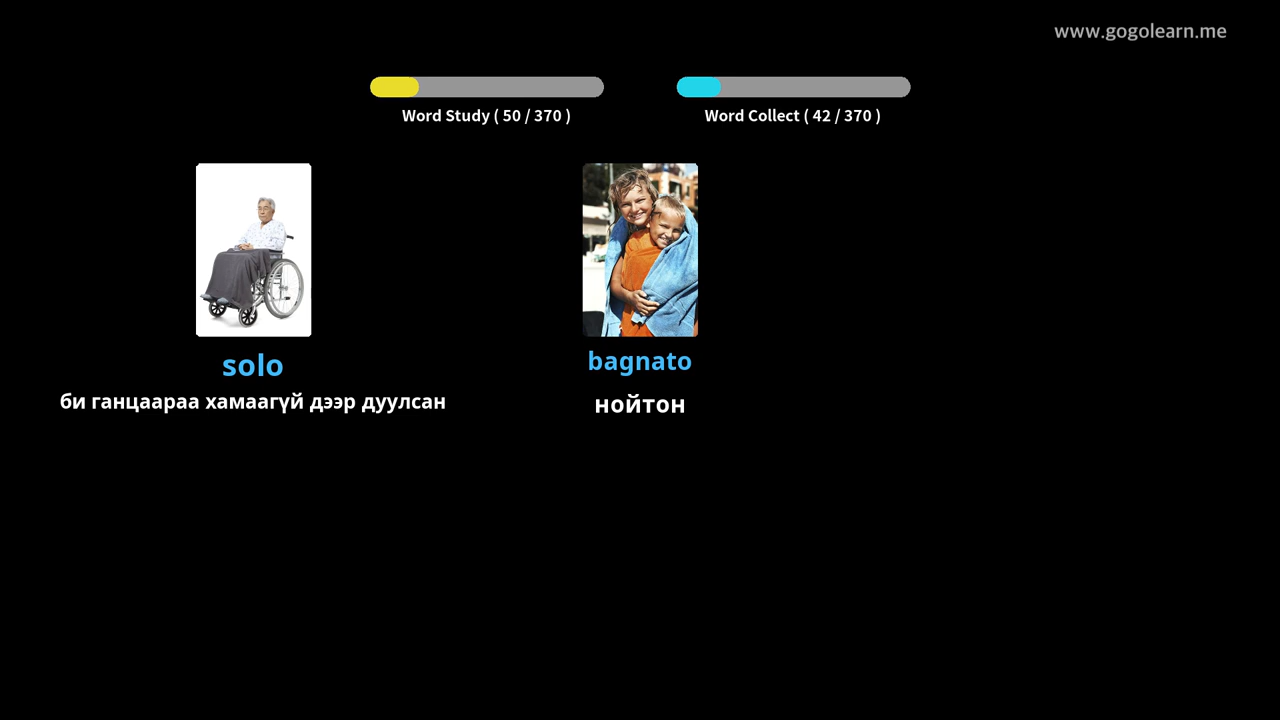 www.gogolearn.me
Word Study ( 50 / 370 )
Word Collect ( 42 / 370 )
solo
би ганцаараа хамаагүй дээр дуулсан
bagnato
нойтон